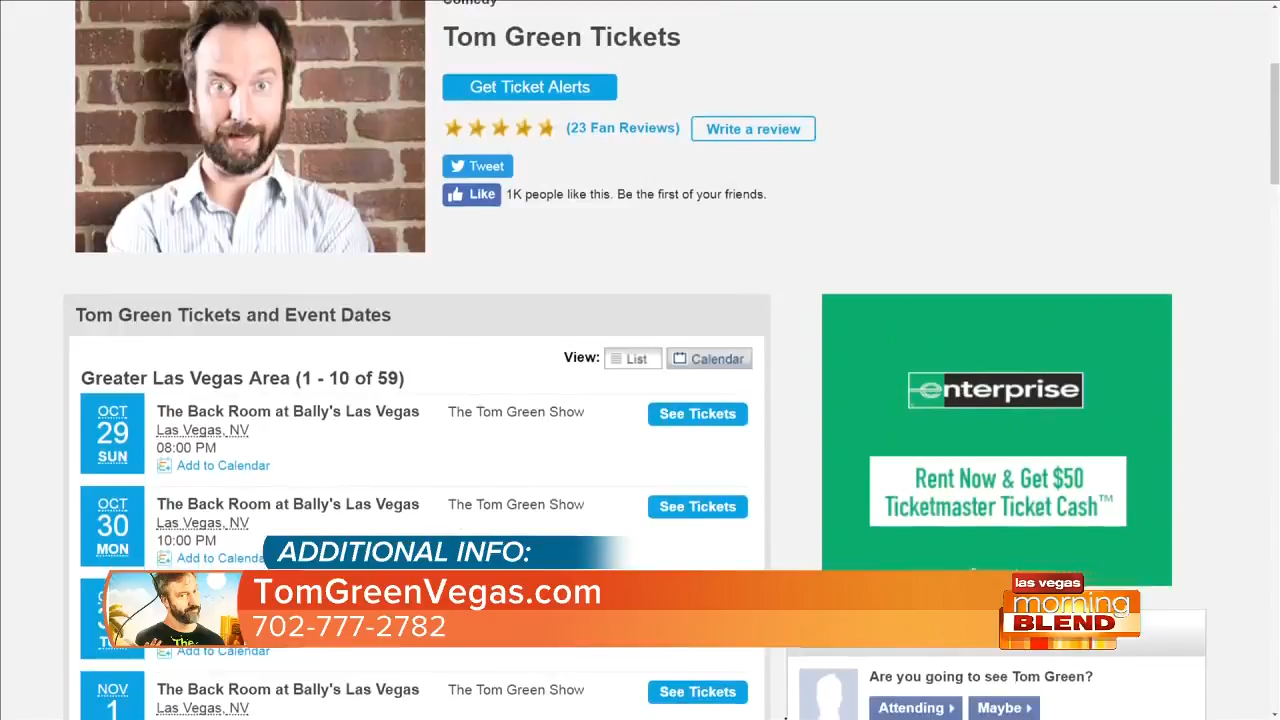 Comedy
Tom Green Tickets
Get Ticket Alerts
(23 Fan Reviews)
Write a review
Tweet
Like
1K people like this. Be the first of your friends.
Tom Green Tickets and Event Dates
View:
List
Calendar
Greater Las Vegas Area (1 - 10 of 59)
OCT
29
SUN
The Back Room at Bally's Las Vegas
Las Vegas, NV
08:00 PM
Add to Calendar
The Tom Green Show
See Tickets
OCT
30
MON
The Back Room at Bally's Las Vegas
Las Vegas, NV
10:00 PM
Add to Calenda
The Tom Green Show
See Tickets
Add to Calendar
NOV
1
The Back Room at Bally's Las Vegas
Las Vegas, NV
The Tom Green Show
See Tickets
enterprise
Rent Now & Get $50
Ticketmaster Ticket Cash™
ADDITIONAL INFO:
TomGreenVegas.com
702-777-2782
The
las vegas
morning
BLEND
Are you going to see Tom Green?
Attending
Maybe